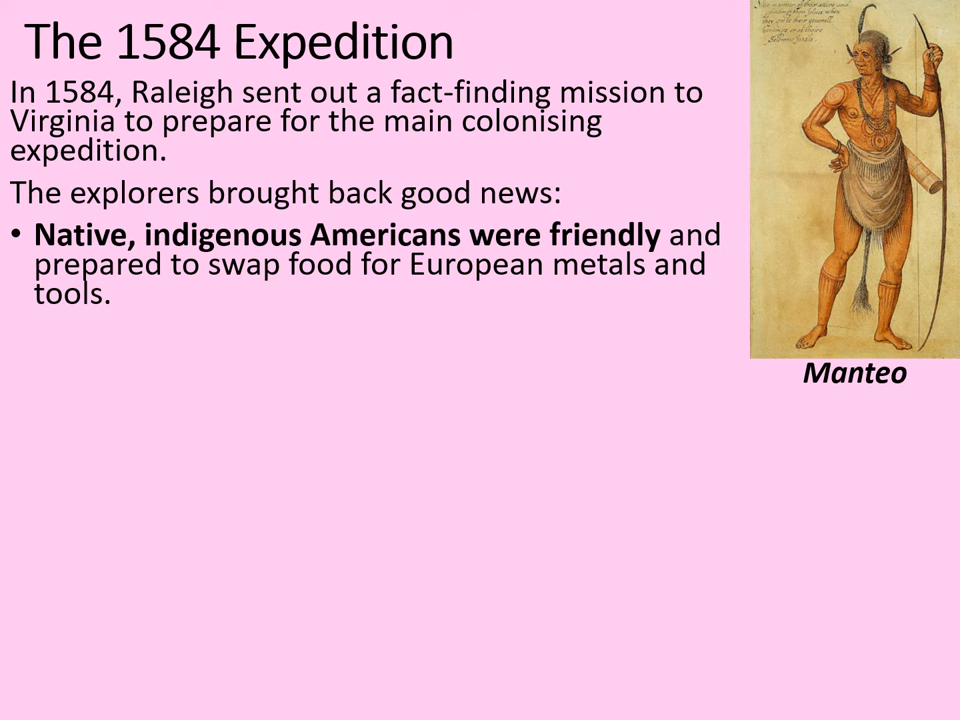 The 1584 Expedition
In 1584, Raleigh sent out a fact-finding mission to
Virginia to prepare for the main colonising
expedition.
The explorers brought back good news:
• Native, indigenous Americans were friendly and
prepared to swap food for European metals and
tools.
Manteo